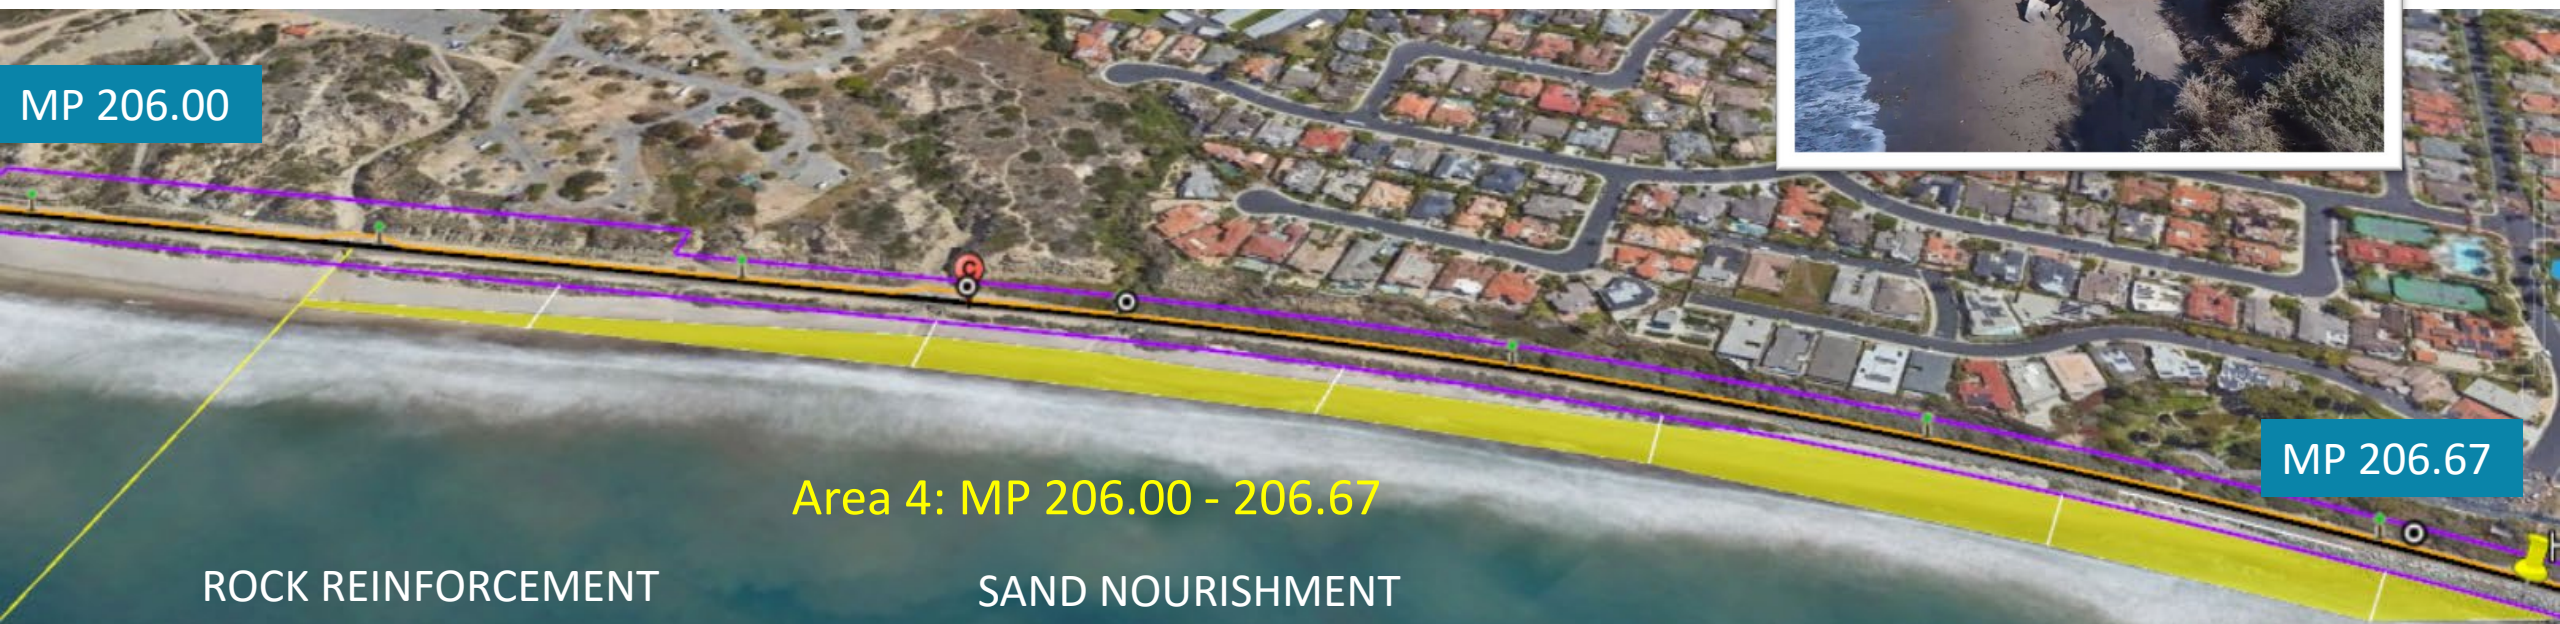 MP 206.00
C
MP 206.67
Area 4: MP 206.00 - 206.67
H
ROCK REINFORCEMENT
SAND NOURISHMENT